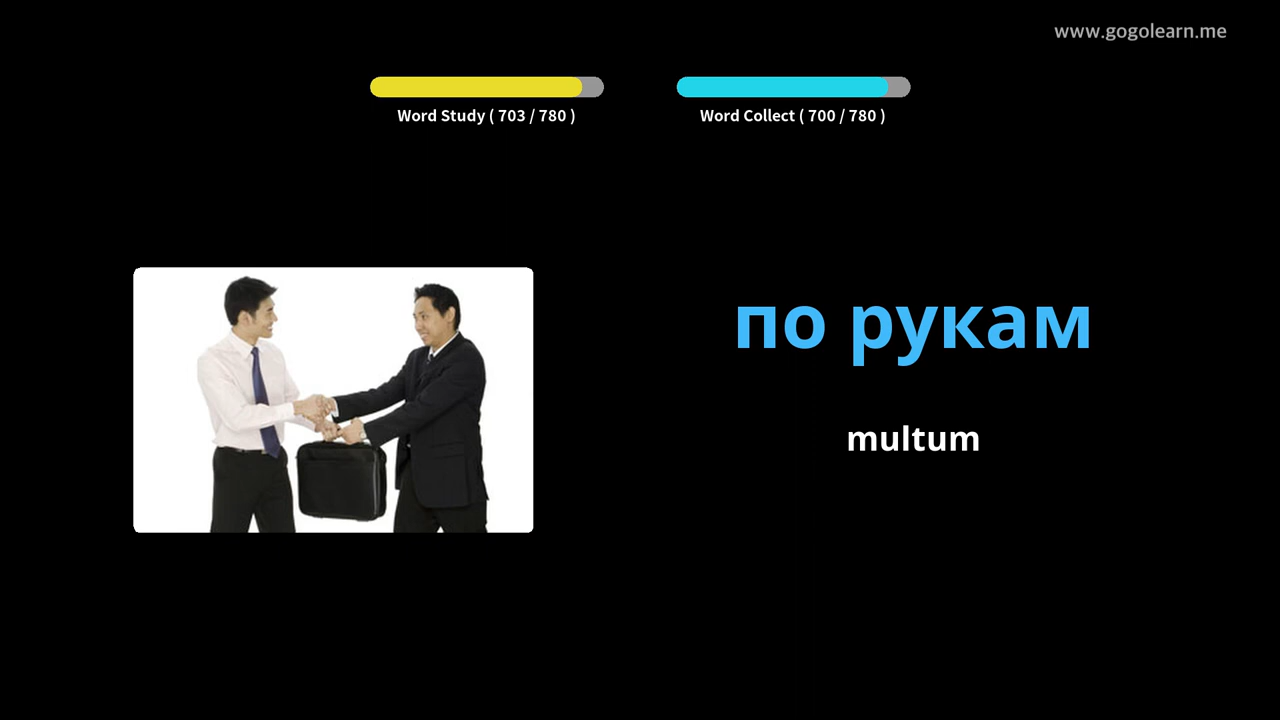 www.gogolearn.me
Word Study ( 703 / 780 )
Word Collect ( 700 / 780 )
по рукам
multum